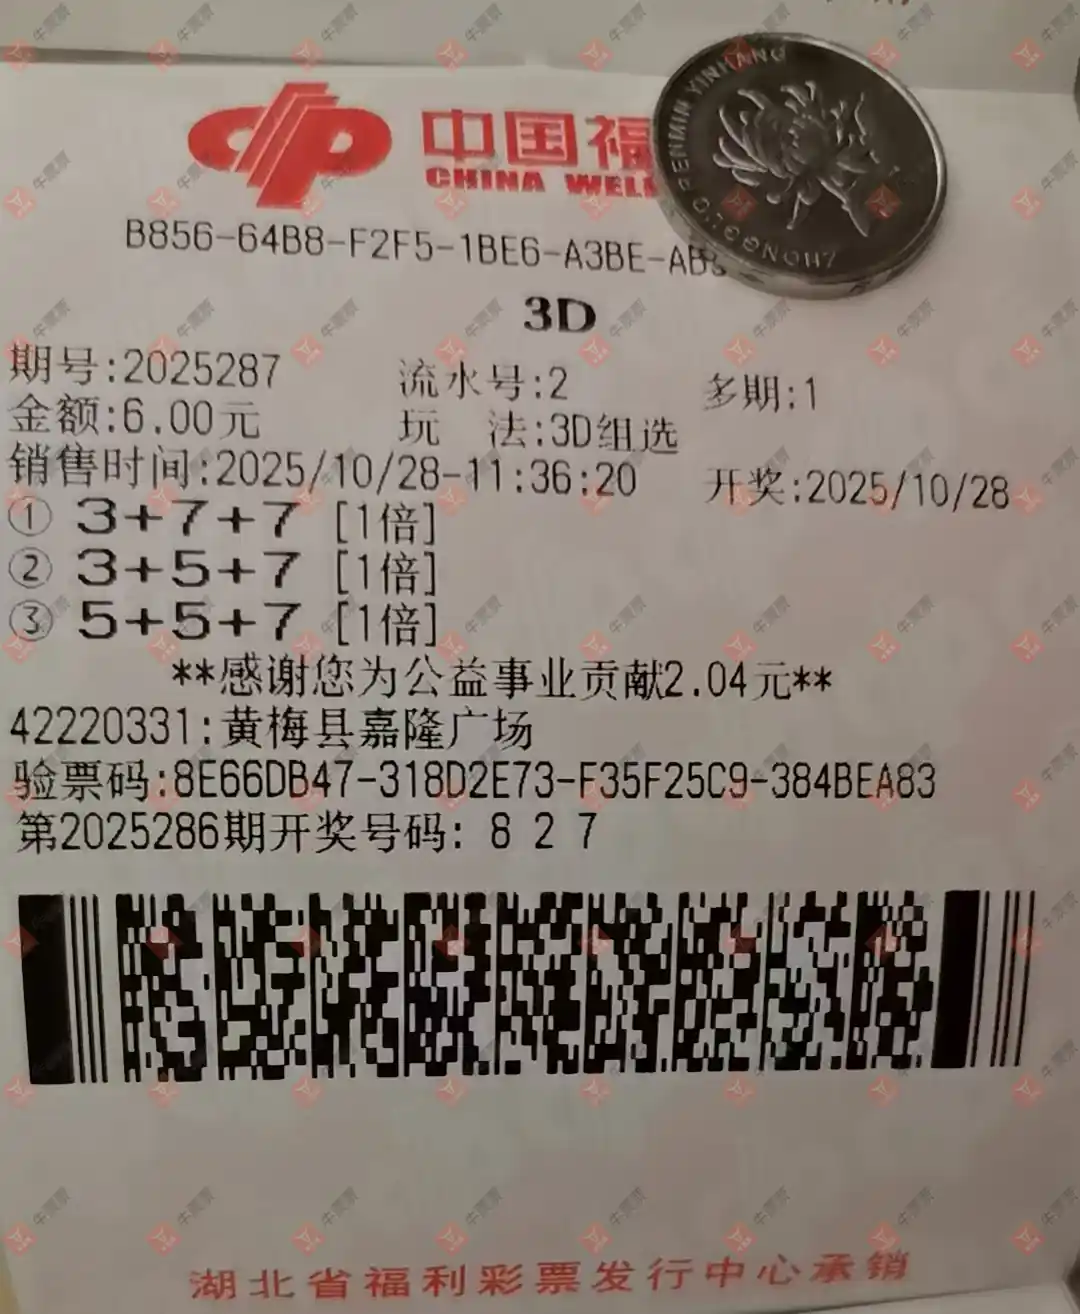 中国福
CHINA WEL
B856-64B8-F2F5-1BE6-A3BE-AB
RENMIN YINHANG
ZHONGGUO
3D
期号:2025287 流水号:2 多期:1
金额:6.00元 玩 法:3D组选
销售时间:2025/10/28-11:36:20 开奖:2025/10/28
① 3+7+7 [1倍]
② 3+5+7 [1倍]
③ 5+5+7 [1倍]
**感谢您为公益事业贡献2.04元**
42220331:黄梅县嘉隆广场
验票码:8E66DB47-318D2E73-F35F25C9-384BEA83
第2025286期开奖号码: 8 2 7
湖北省福利彩票发行中心承销